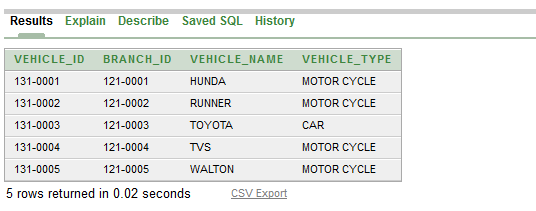 Results Explain Describe Saved SQL History
VEHICLE_ID BRANCH_ID VEHICLE_NAME VEHICLE_TYPE
131-0001 121-0001 HUNDA MOTOR CYCLE
131-0002 121-0002 RUNNER MOTOR CYCLE
131-0003 121-0003 TOYOTA CAR
131-0004 121-0004 TVS MOTOR CYCLE
131-0005 121-0005 WALTON MOTOR CYCLE
5 rows returned in 0.02 seconds CSV Export